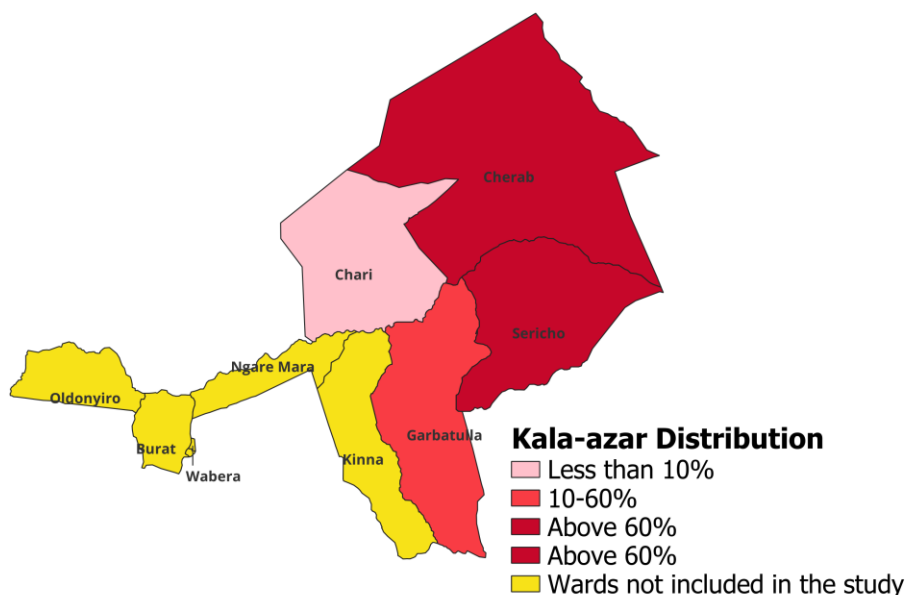 Cherab
Chari
Sericho
Ngare Mara
Oldonyiro
Garbatulla
Burat
Kinna
Wabera
Kala-azar Distribution
Less than 10%
10-60%
Above 60%
Above 60%
Wards not included in the study